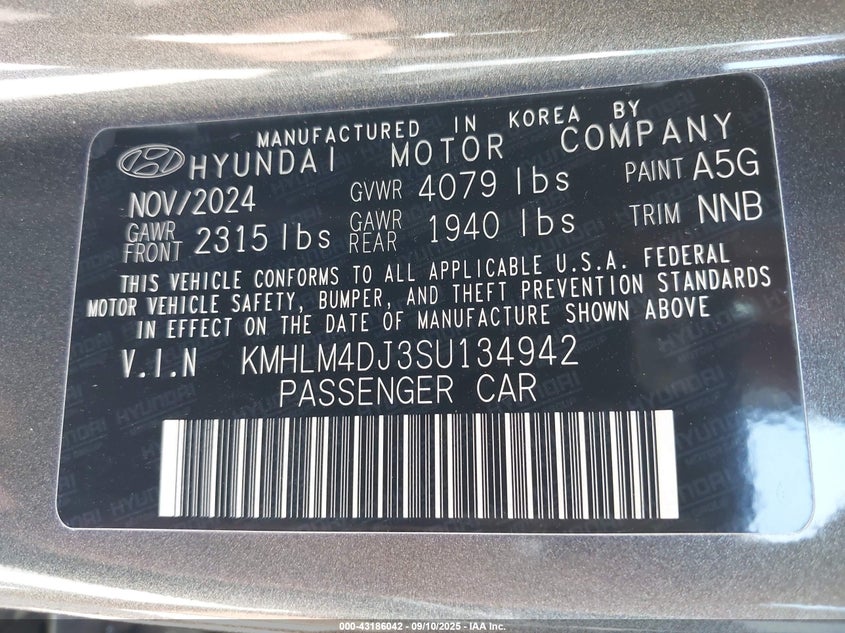 MANUFACTURED IN KOREA BY
HYUNDAI MOTOR COMPANY
NOV/2024 GVWR 4079 lbs PAINT A5G
GAWR FRONT 2315 lbs GAWR REAR 1940 lbs TRIM NNB
THIS VEHICLE CONFORMS TO ALL APPLICABLE U.S.A. FEDERAL
MOTOR VEHICLE SAFETY, BUMPER, AND THEFT PREVENTION STANDARDS
IN EFFECT ON THE DATE OF MANUFACTURE SHOWN ABOVE
V.I.N KMHLM4DJ3SU134942
PASSENGER CAR
000-43186042 - 09/10/2025 - IAA Inc.